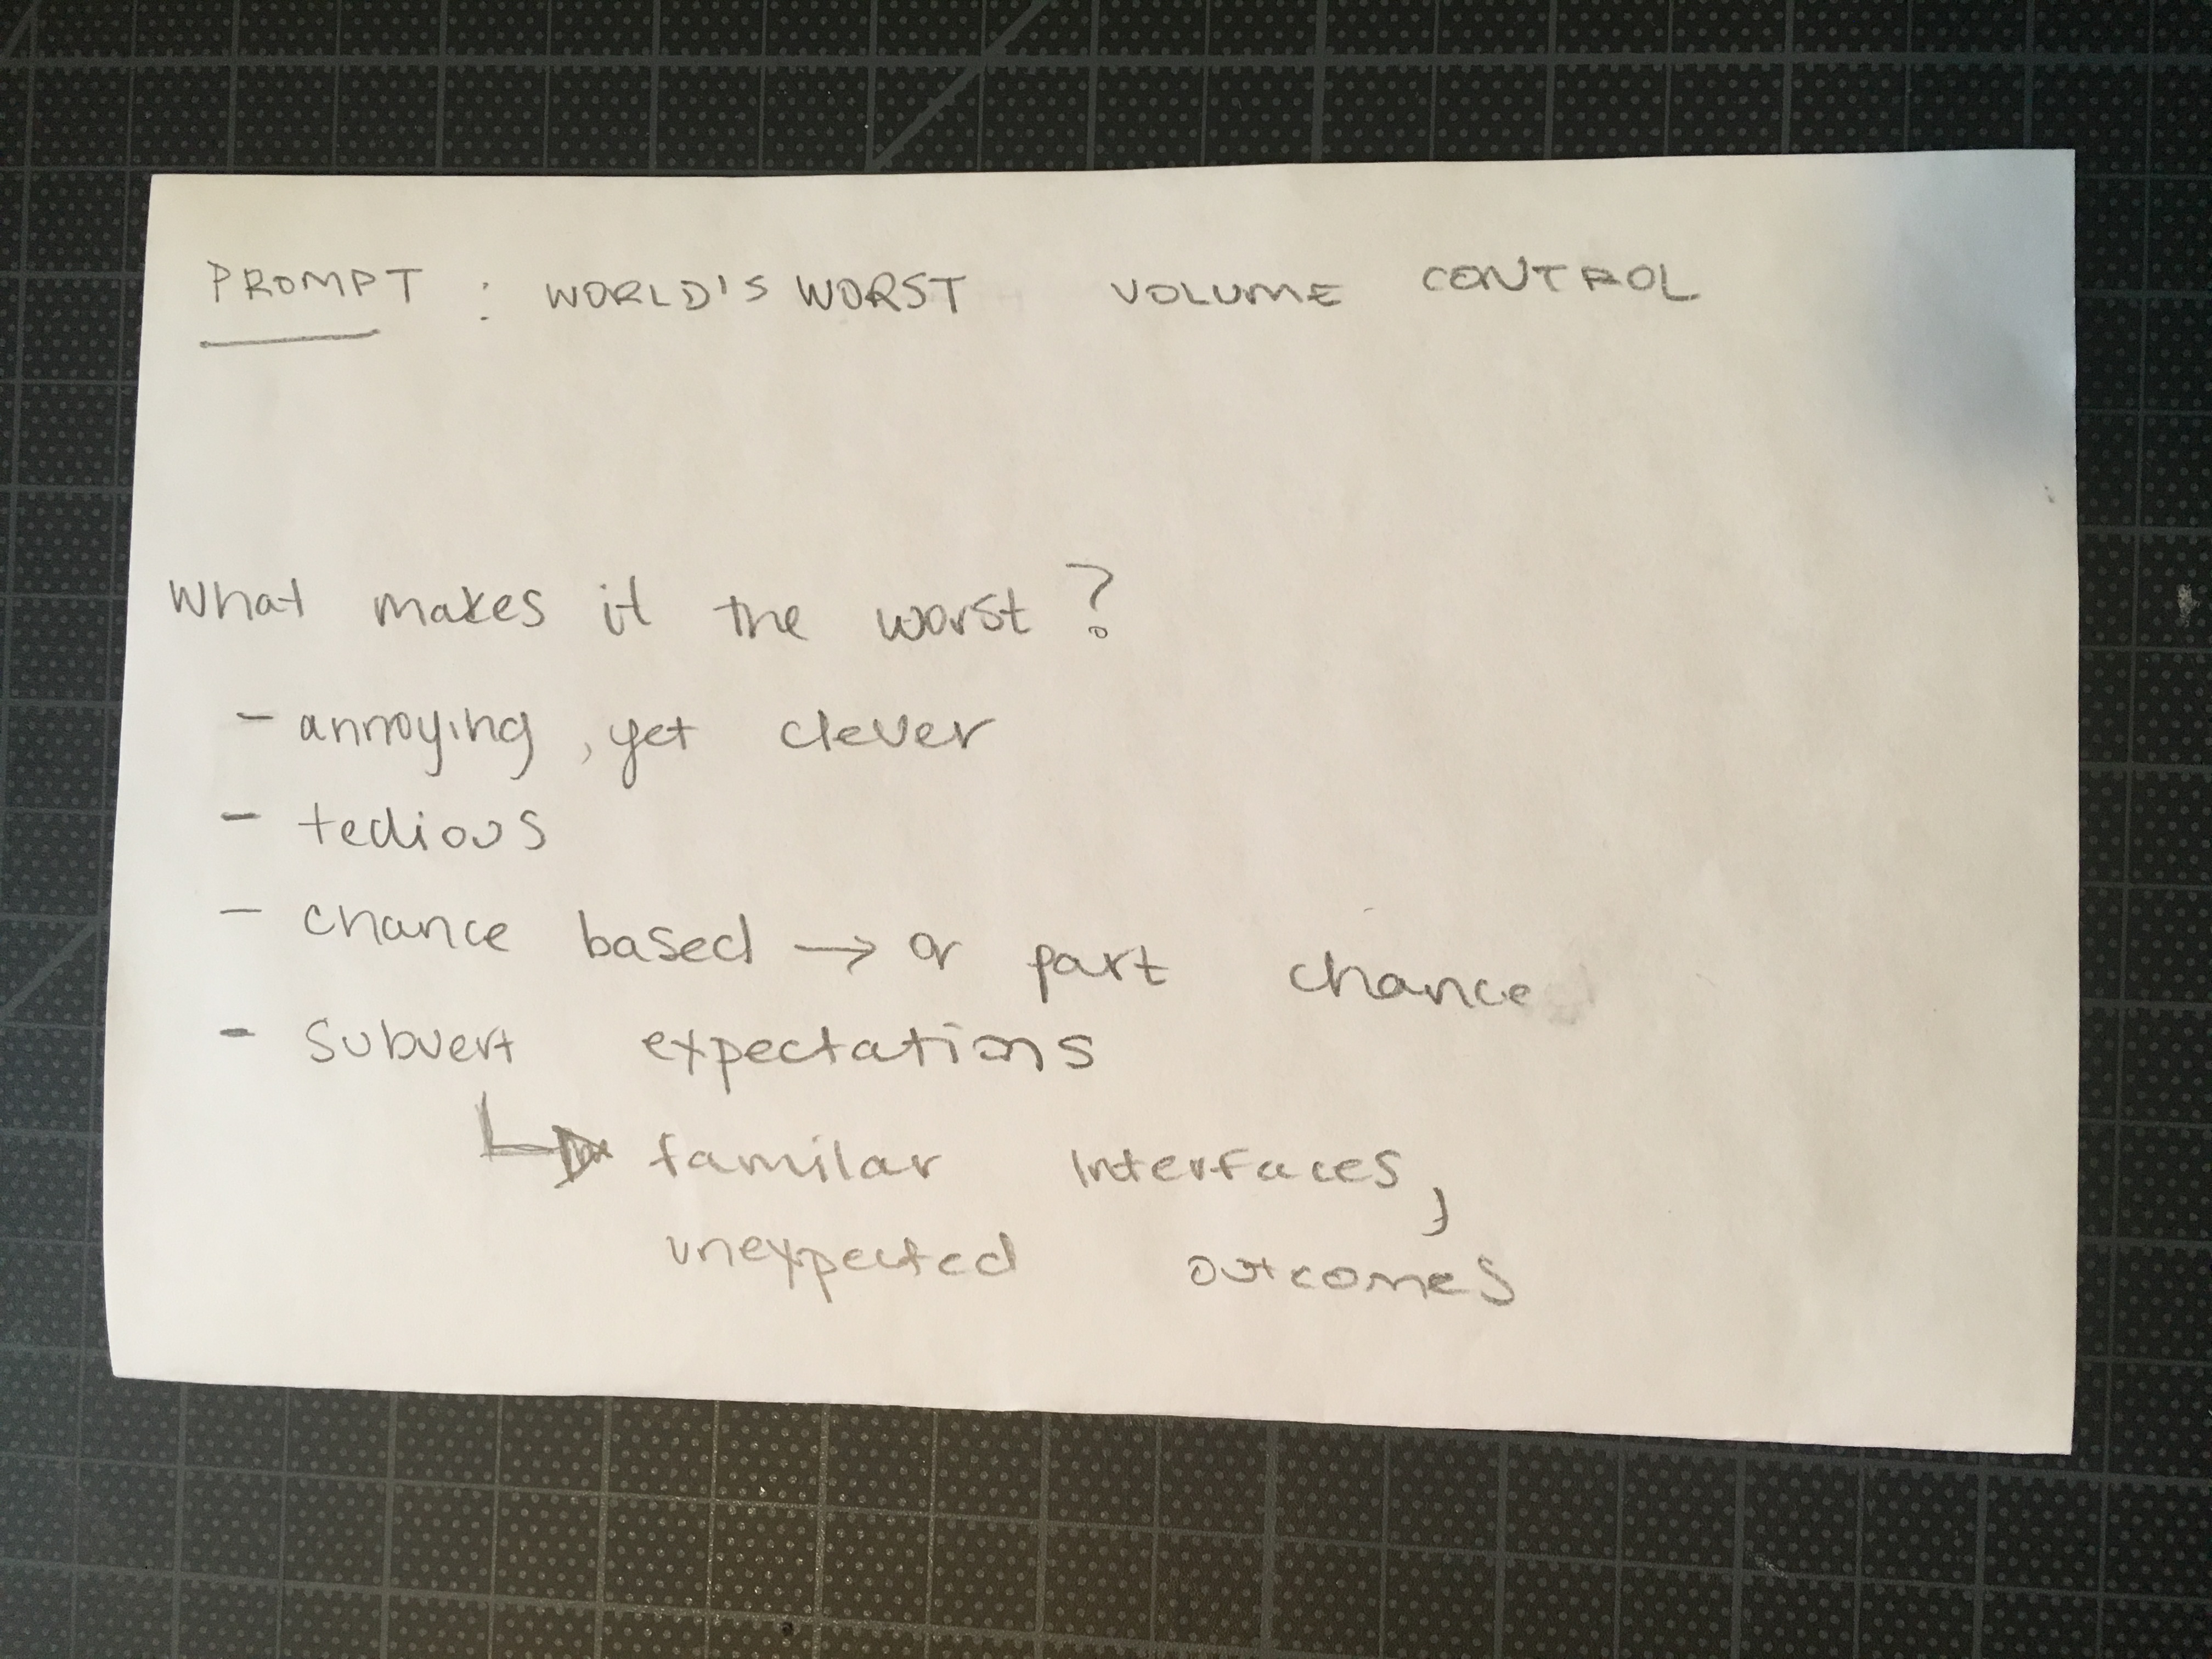 PROMPT : WORLD'S WORST VOLUME CONTROL
What makes it the worst ?
- annoying, yet clever
- tedious
- chance based → or part chance
- subvert expectations
↳ familar interfaces,
unexpected outcomes